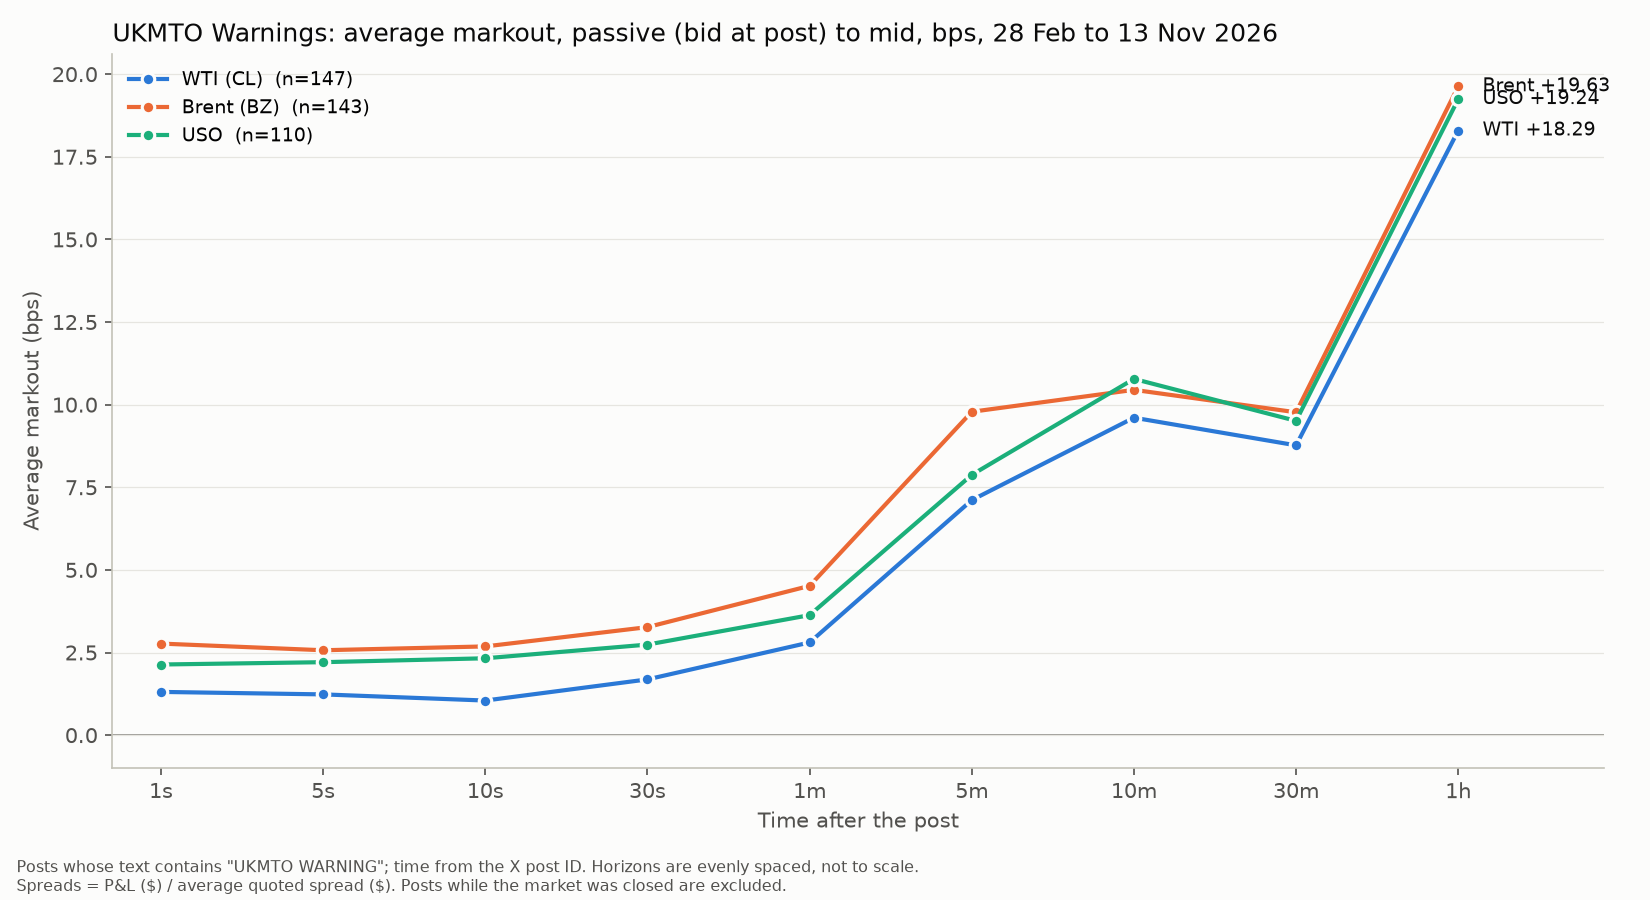 UKMTO Warnings: average markout, passive (bid at post) to mid, bps, 28 Feb to 13 Nov 2026
WTI (CL)  (n=147)
Brent (BZ)  (n=143)
USO  (n=110)
Brent +19.63
USO +19.24
WTI +18.29
Average markout (bps)
20.0
17.5
15.0
12.5
10.0
7.5
5.0
2.5
0.0
1s 5s 10s 30s 1m 5m 10m 30m 1h
Time after the post
Posts whose text contains "UKMTO WARNING"; time from the X post ID. Horizons are evenly spaced, not to scale.
Spreads = P&L ($) / average quoted spread ($). Posts while the market was closed are excluded.